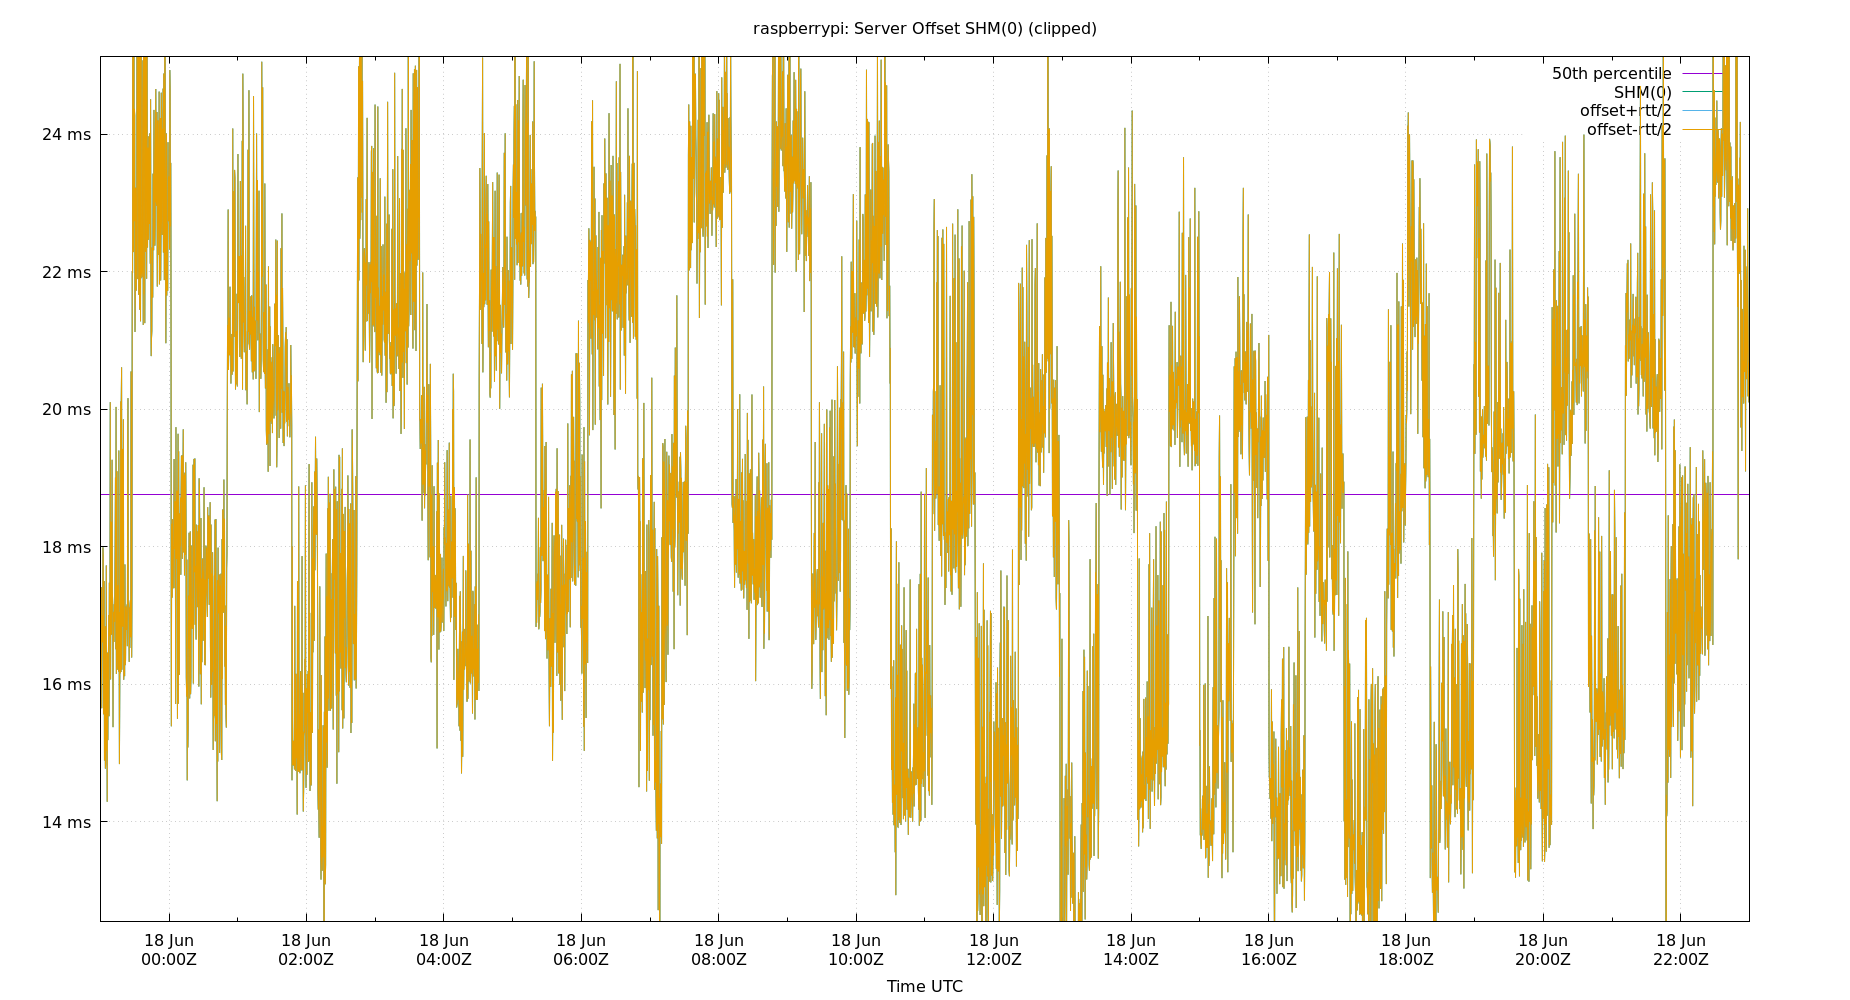 raspberrypi: Server Offset SHM(0) (clipped)
50th percentile
SHM(0)
offset+rtt/2
offset-rtt/2
24 ms
22 ms
20 ms
18 ms
16 ms
14 ms
18 Jun 18 Jun 18 Jun 18 Jun 18 Jun 18 Jun 18 Jun 18 Jun 18 Jun 18 Jun 18 Jun 18 Jun
00:00Z 02:00Z 04:00Z 06:00Z 08:00Z 10:00Z 12:00Z 14:00Z 16:00Z 18:00Z 20:00Z 22:00Z
Time UTC